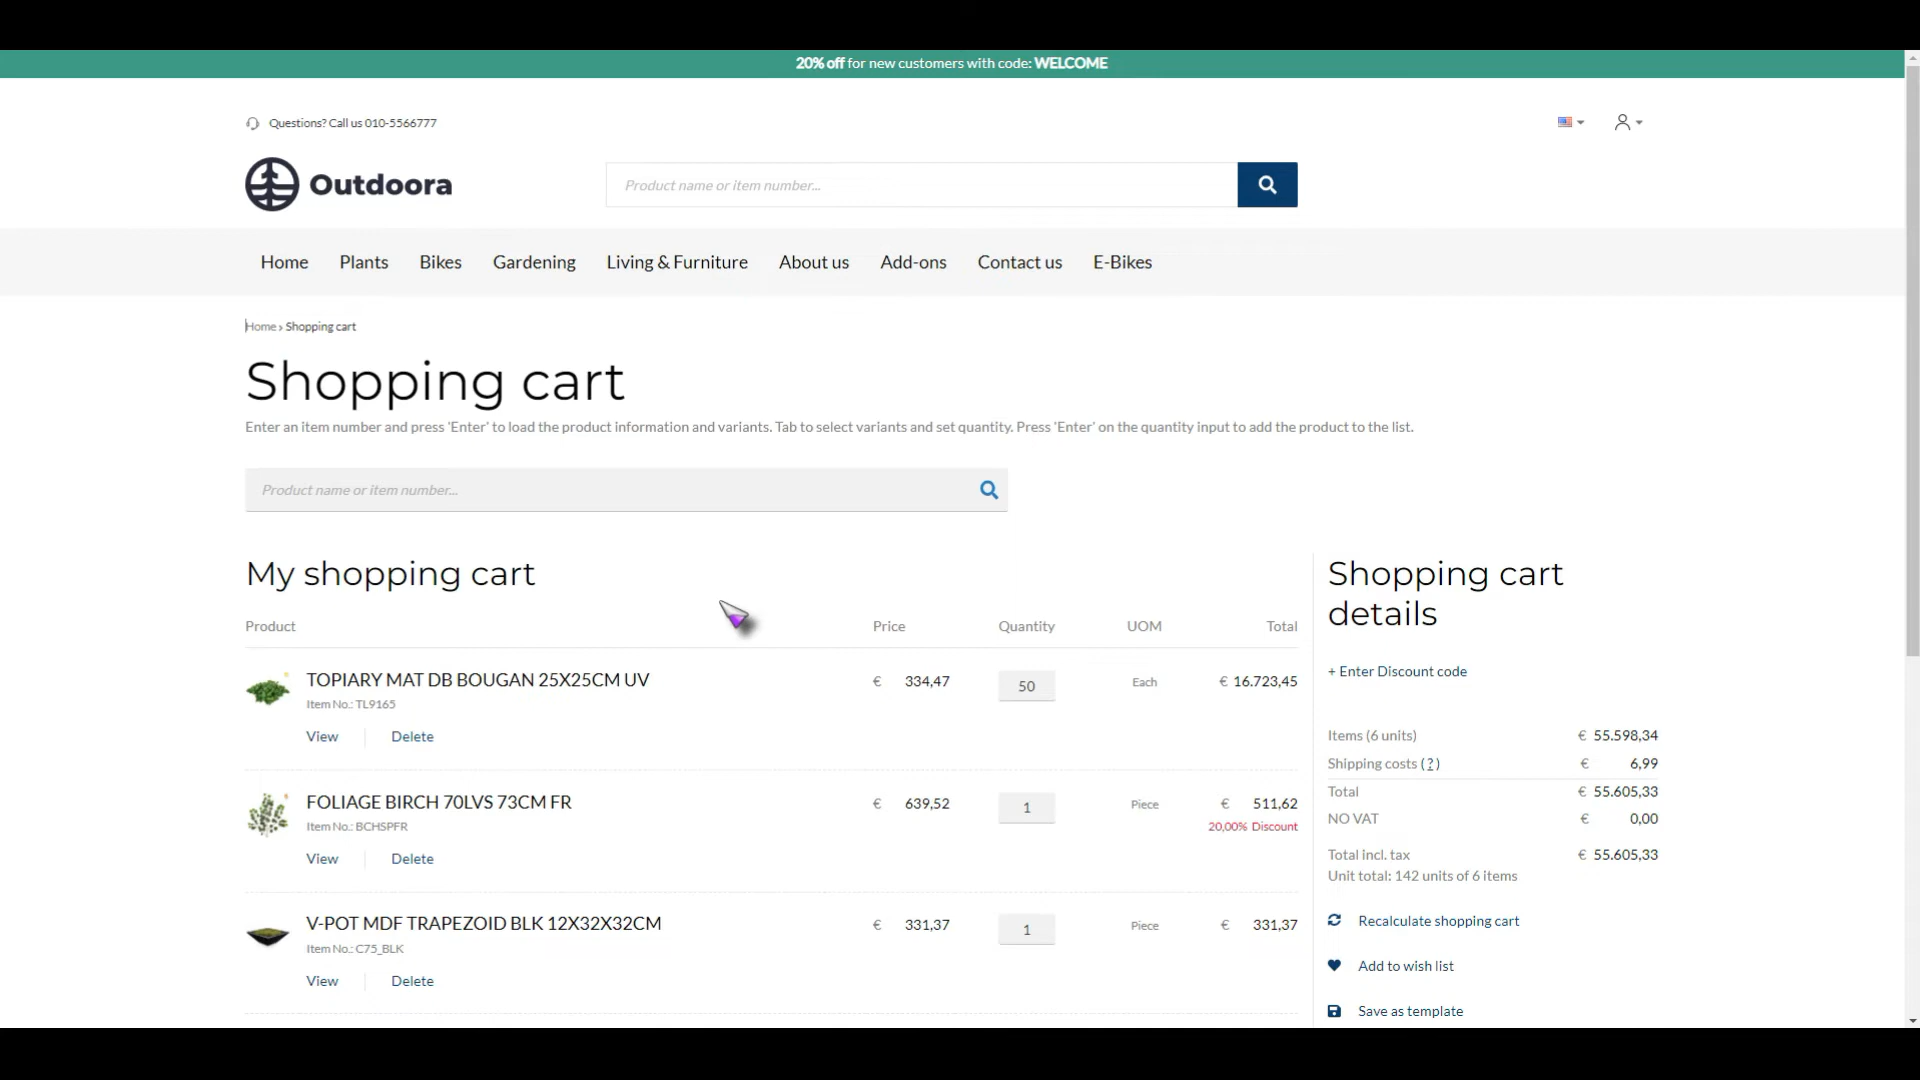 20% off for new customers with code: WELCOME
Questions? Call us 010-5566777
Outdoora
Product name or item number...
Home Plants Bikes Gardening Living & Furniture About us Add-ons Contact us E-Bikes
Home › Shopping cart
Shopping cart
Enter an item number and press 'Enter' to load the product information and variants. Tab to select variants and set quantity. Press 'Enter' on the quantity input to add the product to the list.
Product name or item number...
My shopping cart
Product Price Quantity UOM Total
TOPIARY MAT DB BOUGAN 25X25CM UV € 334,47 50 Each € 16.723,45
Item No.: TL9165
View Delete
FOLIAGE BIRCH 70LVS 73CM FR € 639,52 1 Piece € 511,62
Item No.: BCHSPFR 20,00% Discount
View Delete
V-POT MDF TRAPEZOID BLK 12X32X32CM € 331,37 1 Piece € 331,37
Item No.: C75_BLK
View Delete
Shopping cart
details
+ Enter Discount code
Items (6 units) € 55.598,34
Shipping costs (?) € 6,99
Total € 55.605,33
NO VAT € 0,00
Total incl. tax € 55.605,33
Unit total: 142 units of 6 items
Recalculate shopping cart
Add to wish list
Save as template